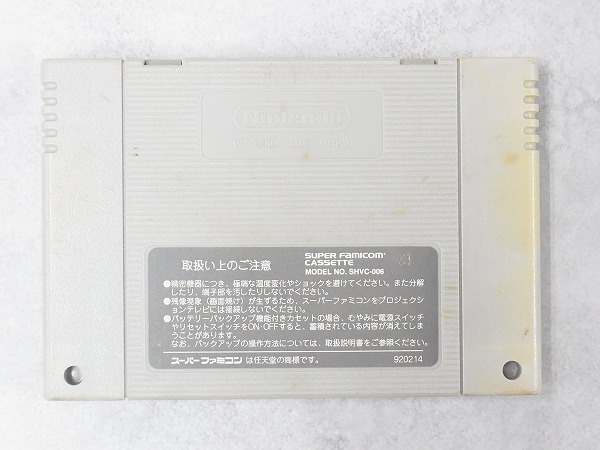 Nintendo
取扱い上のご注意
SUPER FAMICOM
CASSETTE
MODEL NO. SHVC-006
●精密機器につき、極端な温度変化やショックを避けてください。また分解
したり、端子部を汚したりしないでください。
●残像現象(画面焼け)が生ずるため、スーパーファミコンをプロジェクシ
ョンテレビには接続しないでください。
●バッテリーバックアップ機能付きカセットの場合、むやみに電源スイッチ
やリセットスイッチをON・OFFすると、蓄積されている内容が消えてしま
うことがあります。
なお、バックアップの操作方法については、取扱説明書をご参照ください。
スーパーファミコンは任天堂の商標です。
920214